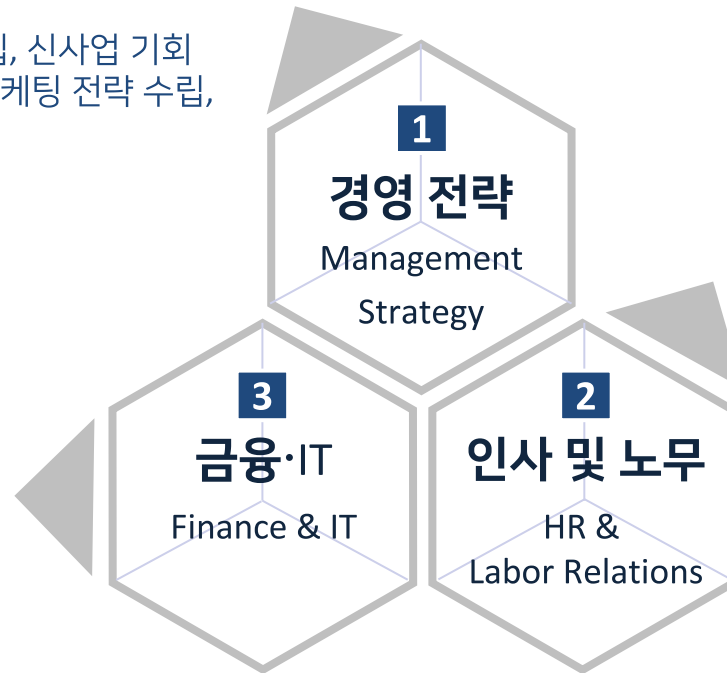 , 신사업 기회
케팅 전략 수립,
1
경영 전략
Management
Strategy
3
금융·IT
Finance & IT
2
인사 및 노무
HR &
Labor Relations